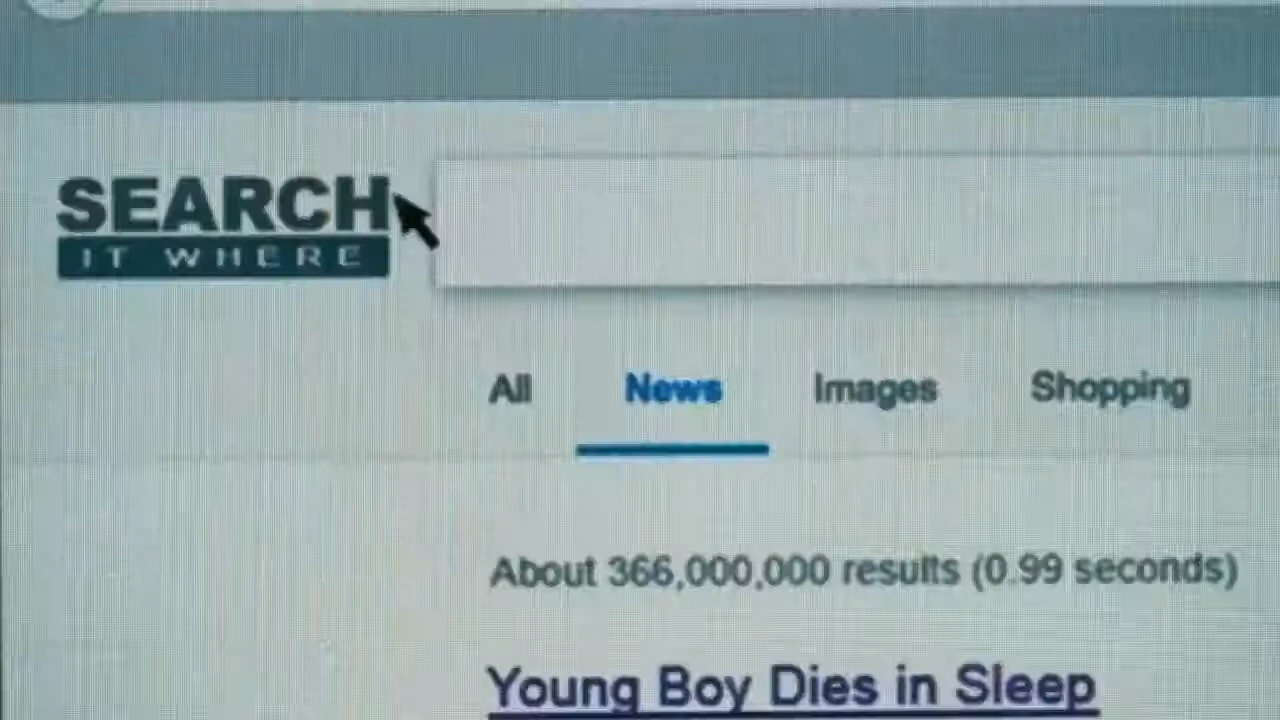 SEARCH
IT WHERE
All News Images Shopping
About 366,000,000 results (0.99 seconds)
Young Boy Dies in Sleep